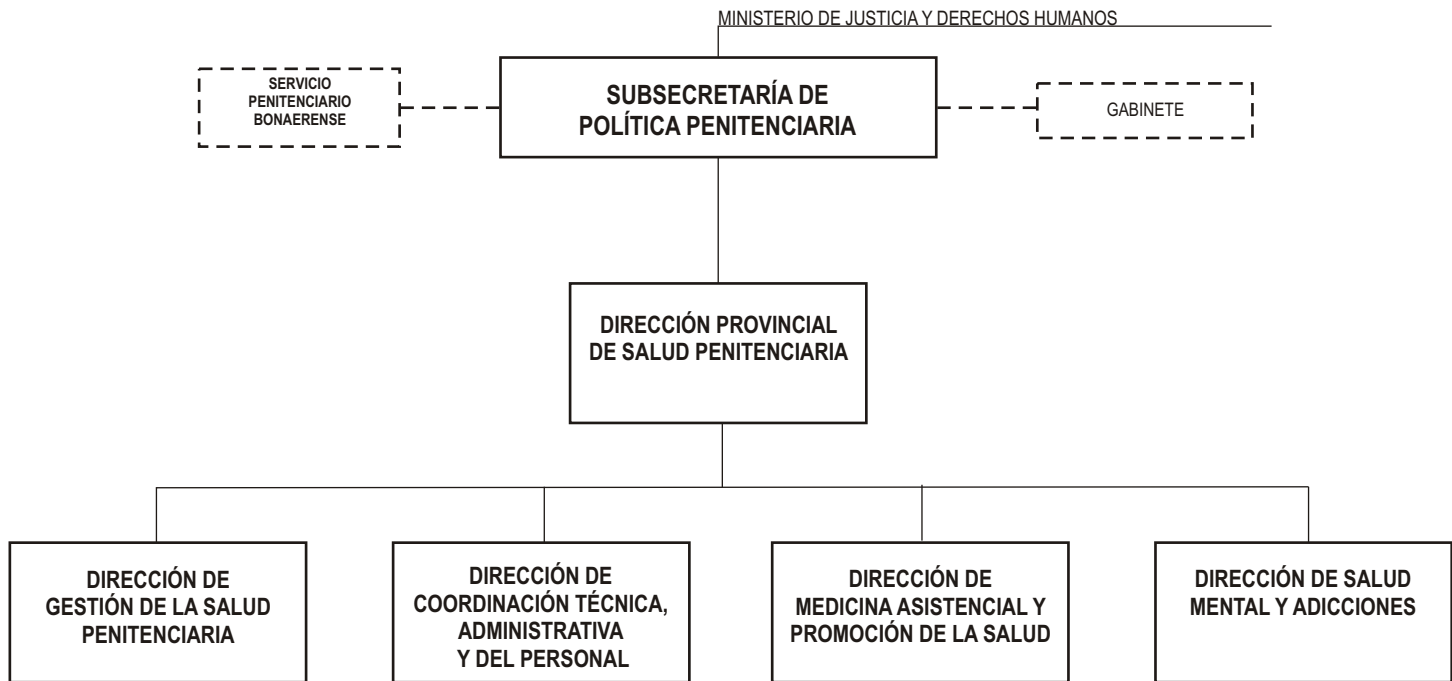 MINISTERIO DE JUSTICIA Y DERECHOS HUMANOS
SERVICIO
PENITENCIARIO
BONAERENSE
SUBSECRETARÍA DE
POLÍTICA PENITENCIARIA
GABINETE
DIRECCIÓN PROVINCIAL
DE SALUD PENITENCIARIA
DIRECCIÓN DE
GESTIÓN DE LA SALUD
PENITENCIARIA
DIRECCIÓN DE
COORDINACIÓN TÉCNICA,
ADMINISTRATIVA
Y DEL PERSONAL
DIRECCIÓN DE
MEDICINA ASISTENCIAL Y
PROMOCIÓN DE LA SALUD
DIRECCIÓN DE SALUD
MENTAL Y ADICCIONES